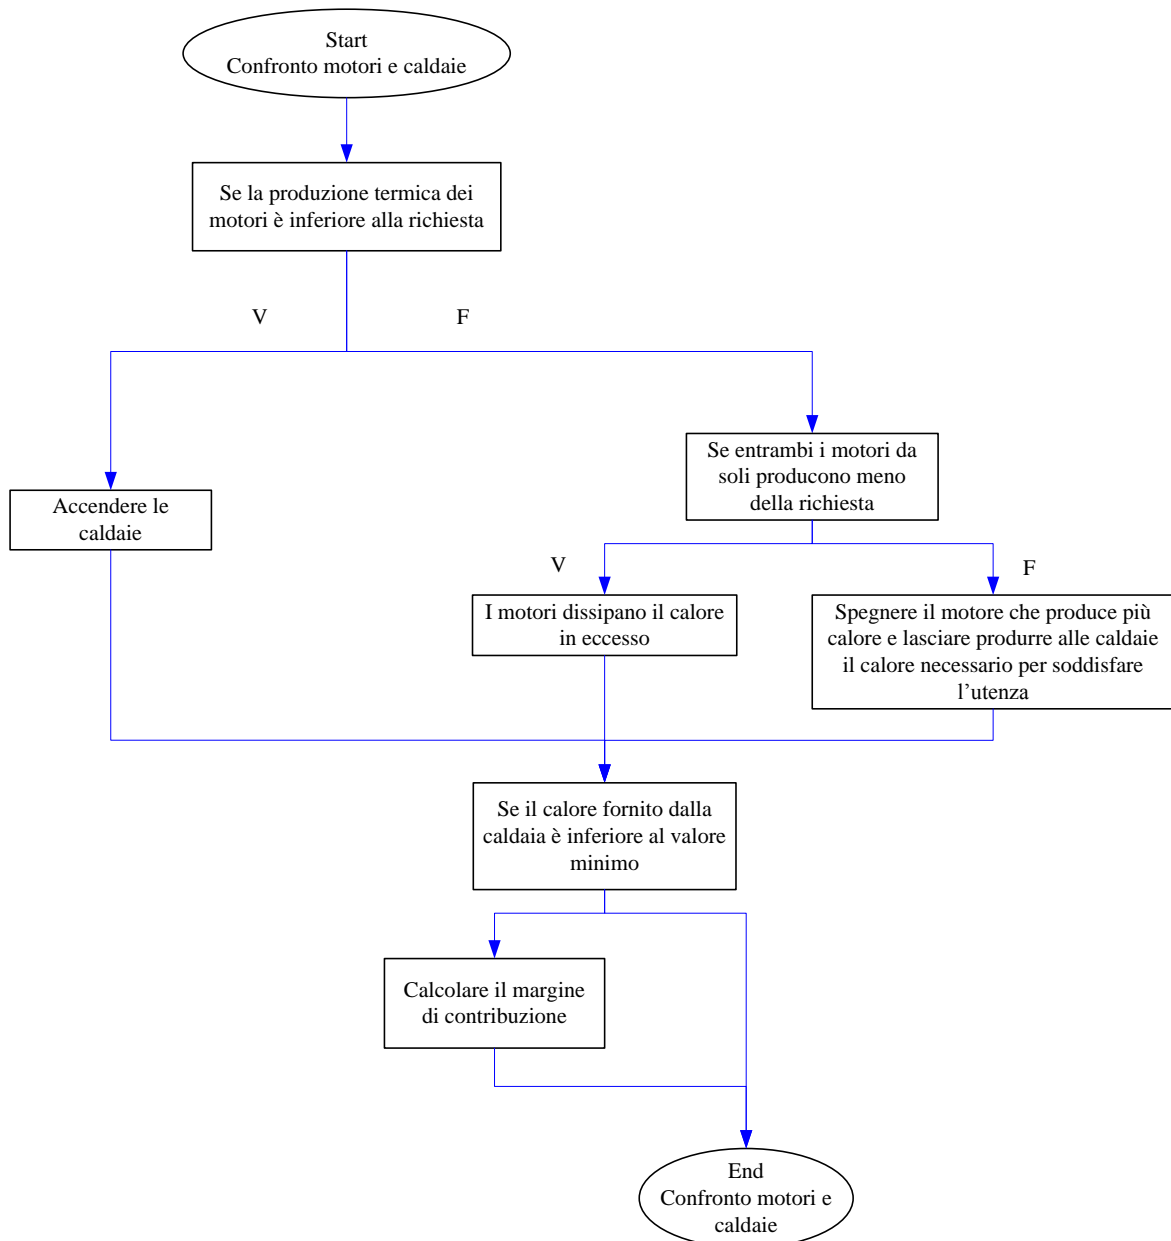 Start
Confronto motori e caldaie
Se la produzione termica dei
motori è inferiore alla richiesta
V
F
Se entrambi i motori da
soli producono meno
della richiesta
Accendere le
caldaie
V
F
I motori dissipano il calore
in eccesso
Spegnere il motore che produce più
calore e lasciare produrre alle caldaie
il calore necessario per soddisfare
l’utenza
Se il calore fornito dalla
caldaia è inferiore al valore
minimo
Calcolare il margine
di contribuzione
End
Confronto motori e
caldaie